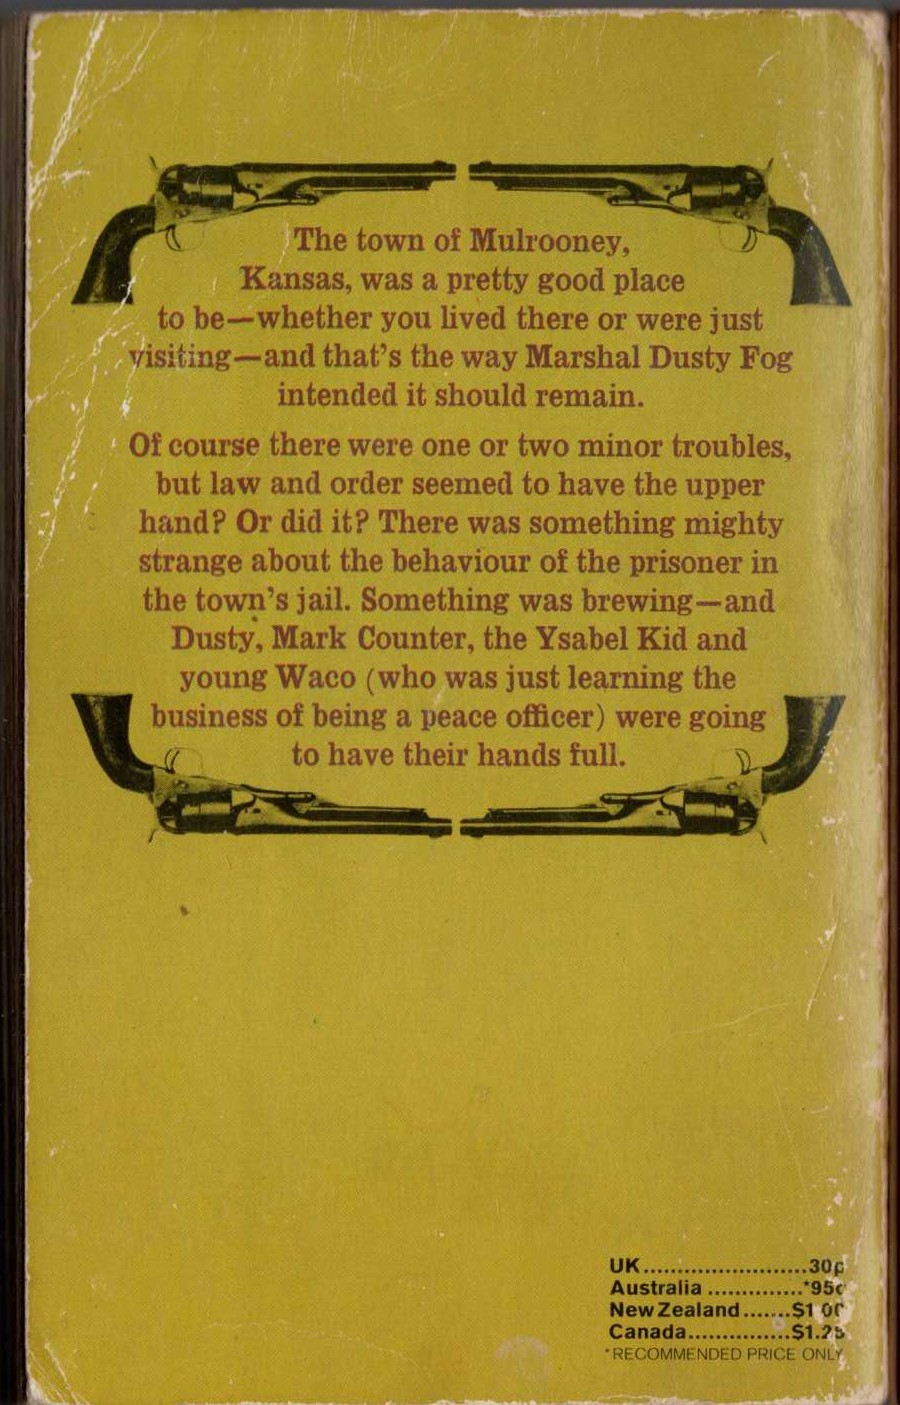 The town of Mulrooney,
Kansas, was a pretty good place
to be—whether you lived there or were just
visiting—and that's the way Marshal Dusty Fog
intended it should remain.
Of course there were one or two minor troubles,
but law and order seemed to have the upper
hand? Or did it? There was something mighty
strange about the behaviour of the prisoner in
the town's jail. Something was brewing—and
Dusty, Mark Counter, the Ysabel Kid and
young Waco (who was just learning the
business of being a peace officer) were going
to have their hands full.
UK........................30p
Australia ..............*95c
New Zealand.......$1.00
Canada...............$1.25
*RECOMMENDED PRICE ONLY